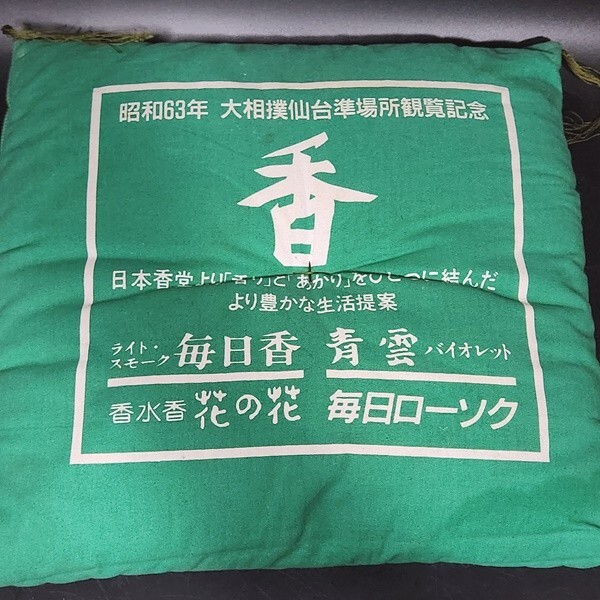 昭和63年 大相撲仙台準場所観覧記念
香
日本香堂より「香り」と「あかり」をひとつに結んだ
より豊かな生活提案
ライト・スモーク 毎日香 青雲 バイオレット
香水香 花の花 毎日ローソク